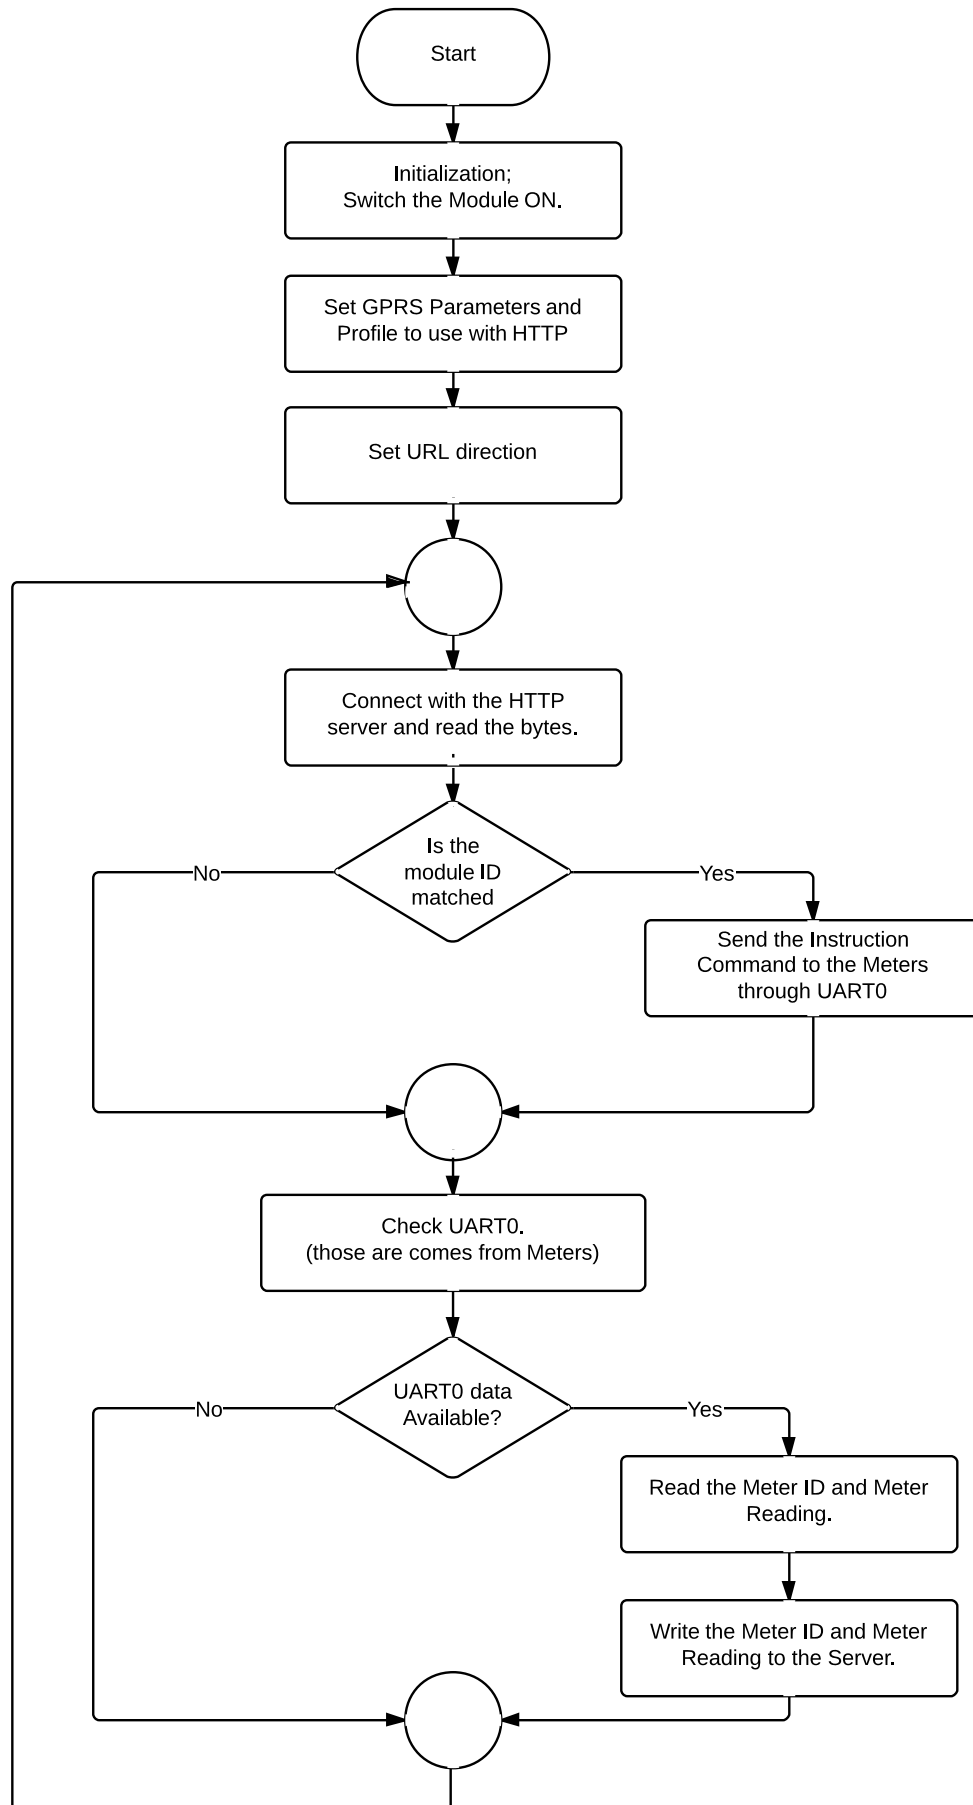 Start
Initialization;
Switch the Module ON.
Set GPRS Parameters and
Profile to use with HTTP
Set URL direction
Connect with the HTTP
server and read the bytes.
.
Is the
module ID
matched
No
Yes
Send the Instruction
Command to the Meters
through UART0
Check UART0.
(those are comes from Meters)
UART0 data
Available?
No
Yes
Read the Meter ID and Meter
Reading.
Write the Meter ID and Meter
Reading to the Server.